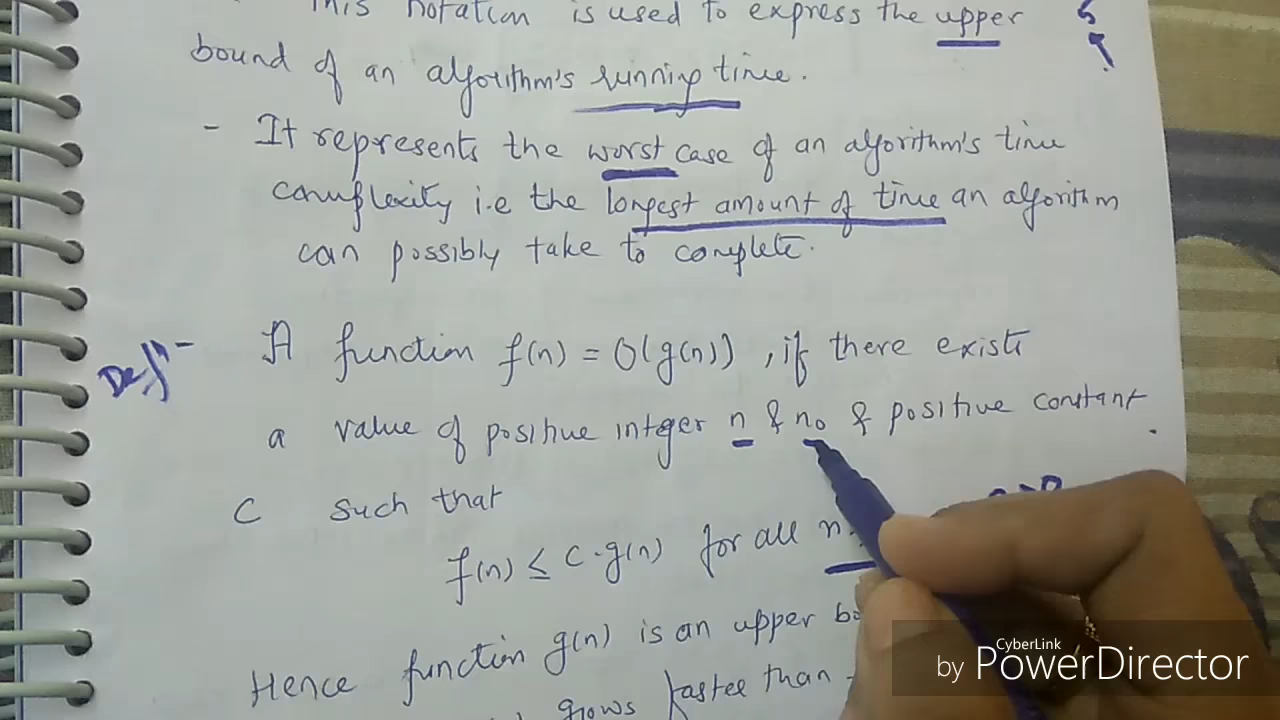 This notation is used to express the upper
bound of an algorithm's running time.
- It represents the worst case of an algorithm's time
complexity i.e the longest amount of time an algorithm
can possibly take to complete.
Defn - A function f(n) = O(g(n)), if there exists
a value of positive integer n & n₀ & positive constant
c such that
f(n) ≤ c·g(n) for all n
Hence function g(n) is an upper bo
grows faster than
CyberLink
by PowerDirector